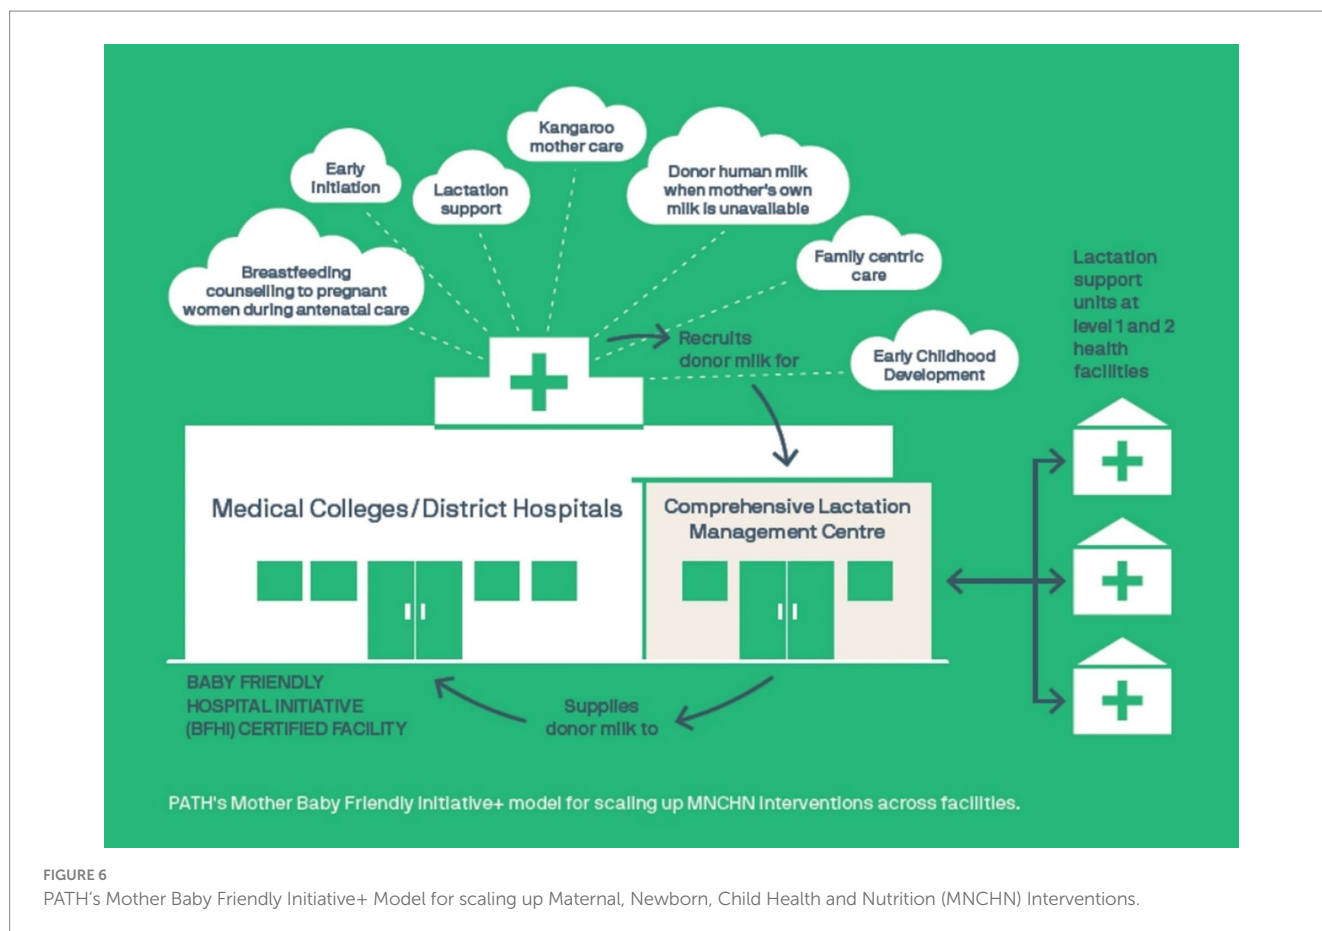 Kangaroo
mother care
Early
Initiation
Lactation
support
Donor human milk
when mother's own
milk is unavailable
Breastfeeding
counselling to pregnant
women during antenatal care
Family centric
care
Lactation
support
units at
level 1 and 2
health
facilities
Recruits
donor milk for
Early Childhood
Development
Medical Colleges/District Hospitals
Comprehensive Lactation
Management Centre
BABY FRIENDLY
HOSPITAL INITIATIVE
(BFHI) CERTIFIED FACILITY
Supplies
donor milk to
PATH's Mother Baby Friendly Initiative+ model for scaling up MNCHN Interventions across facilities.
FIGURE 6
PATH's Mother Baby Friendly Initiative+ Model for scaling up Maternal, Newborn, Child Health and Nutrition (MNCHN) Interventions.